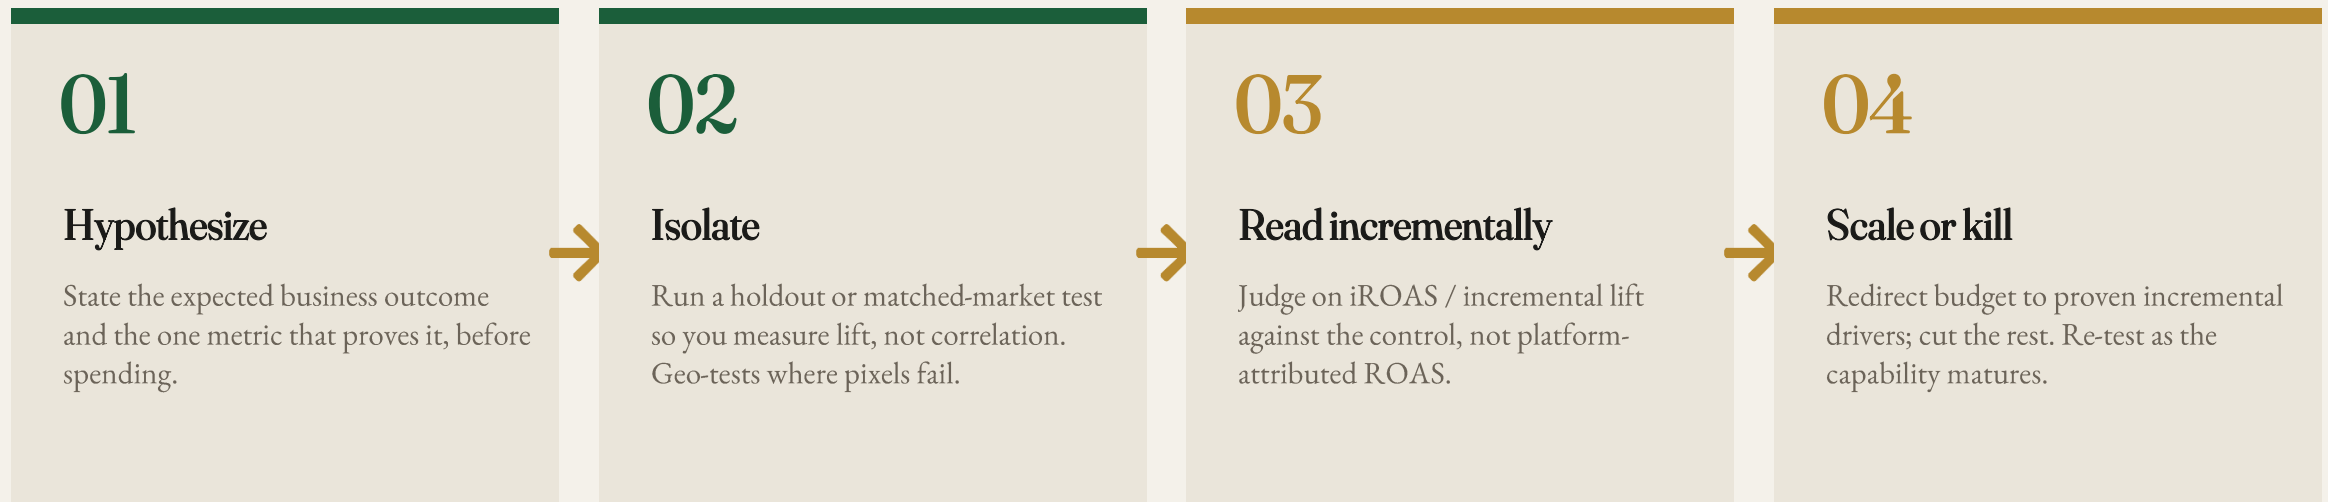 01
Hypothesize
State the expected business outcome
and the one metric that proves it, before
spending.
02
Isolate
Run a holdout or matched-market test
so you measure lift, not correlation.
Geo-tests where pixels fail.
03
Read incrementally
Judge on iROAS / incremental lift
against the control, not platform-
attributed ROAS.
04
Scale or kill
Redirect budget to proven incremental
drivers; cut the rest. Re-test as the
capability matures.